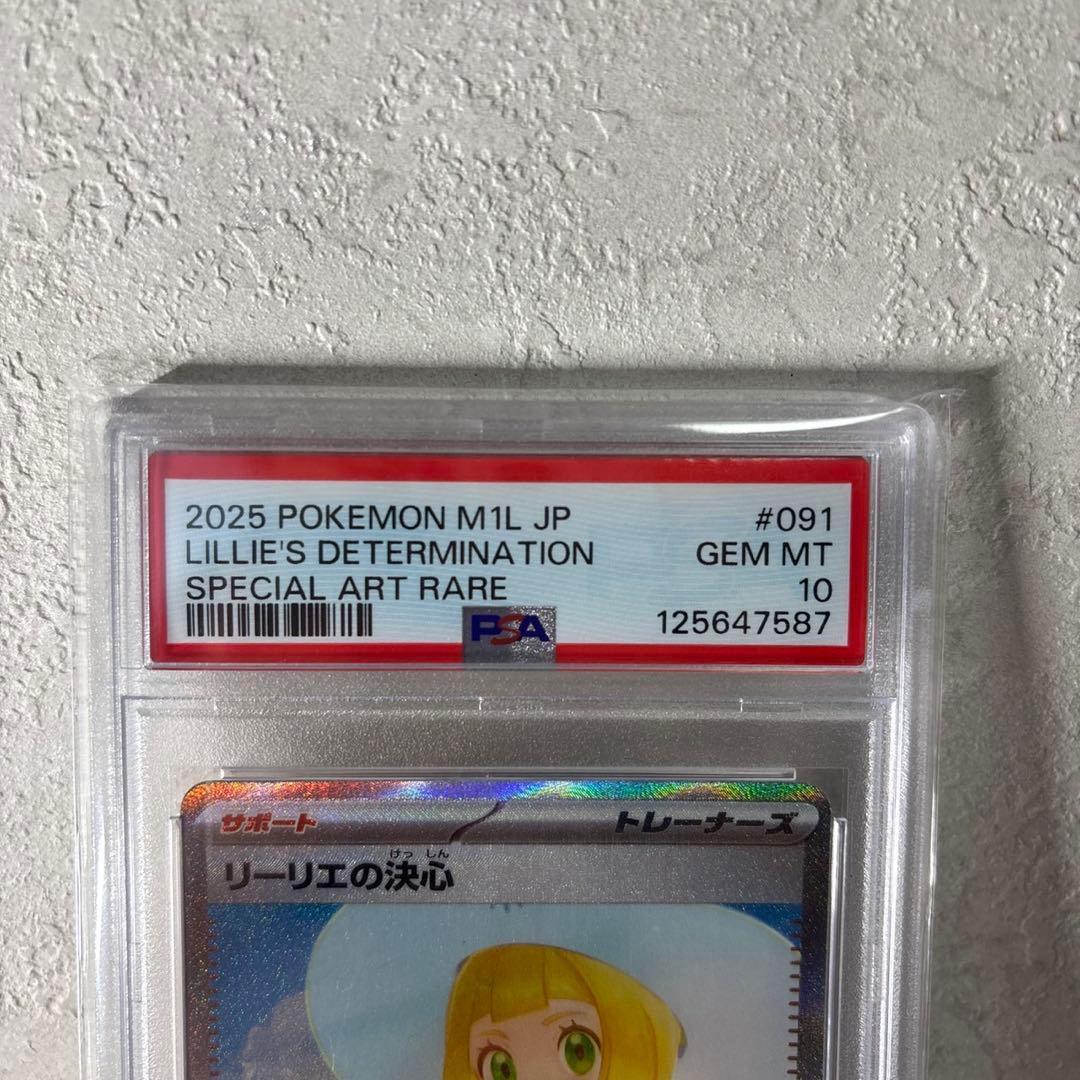 2025 POKEMON M1L JP #091
LILLIE'S DETERMINATION GEM MT
SPECIAL ART RARE 10
PSA 125647587
サポート トレーナーズ
けっしん
リーリエの決心